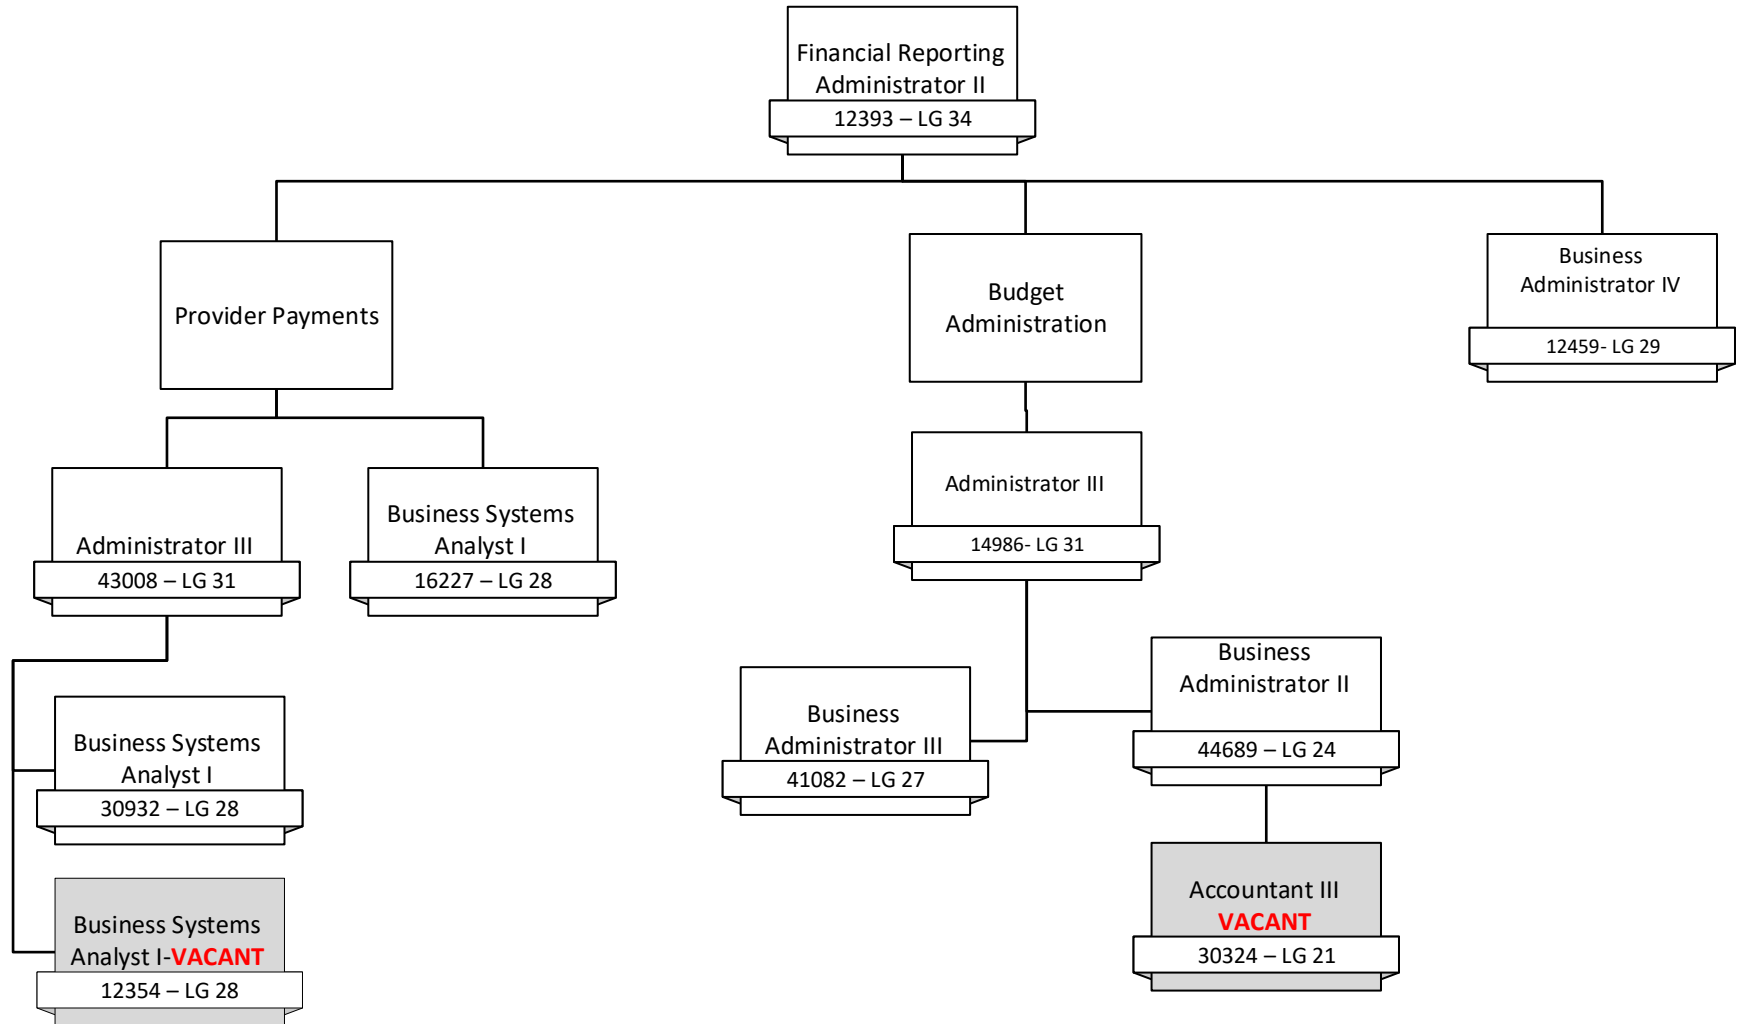 Financial Reporting
Administrator II
12393 – LG 34
Provider Payments
Budget
Administration
Business
Administrator IV
12459- LG 29
Administrator III
43008 – LG 31
Business Systems
Analyst I
16227 – LG 28
Administrator III
14986- LG 31
Business Systems
Analyst I
30932 – LG 28
Business
Administrator III
41082 – LG 27
Business
Administrator II
44689 – LG 24
Business Systems
Analyst I-VACANT
12354 – LG 28
Accountant III
VACANT
30324 – LG 21